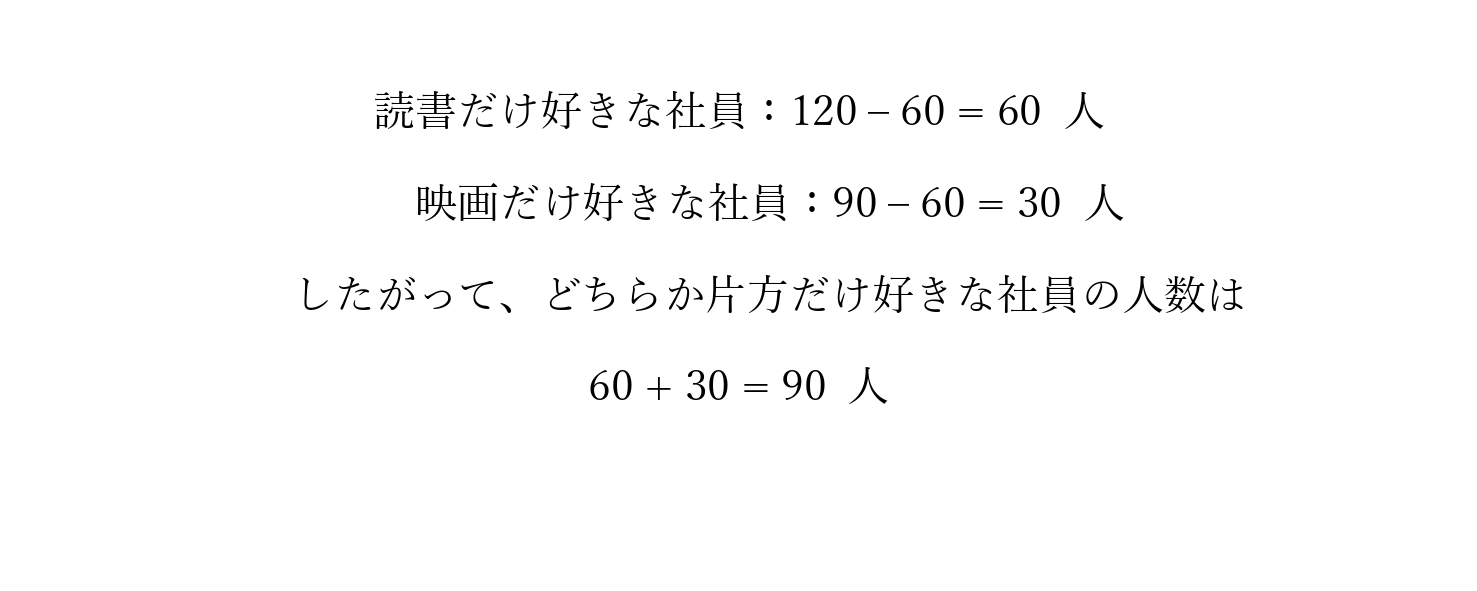 読書だけ好きな社員：120 − 60 = 60 人
映画だけ好きな社員：90 − 60 = 30 人
したがって、どちらか片方だけ好きな社員の人数は
60 + 30 = 90 人